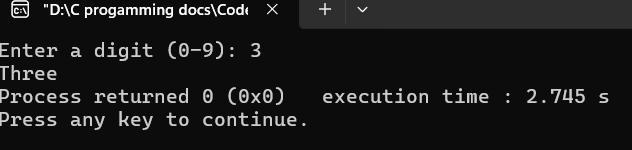 "D:\C progamming docs\Code
Enter a digit (0-9): 3
Three
Process returned 0 (0x0)   execution time : 2.745 s
Press any key to continue.